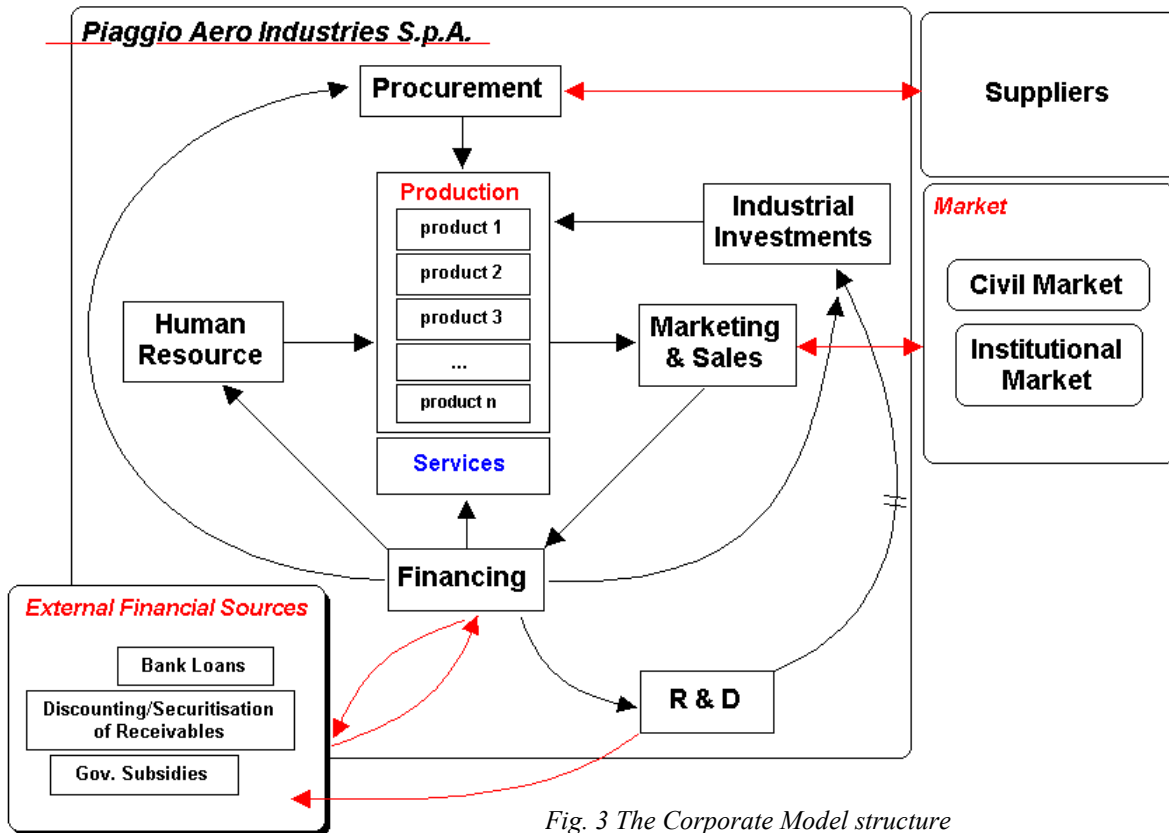 Piaggio Aero Industries S.p.A.
Procurement
Suppliers
Production
product 1
product 2
product 3
...
product n
Services
Industrial
Investments
Market
Civil Market
Institutional
Market
Human
Resource
Marketing
& Sales
Financing
External Financial Sources
Bank Loans
Discounting/Securitisation
of Receivables
Gov. Subsidies
R & D
Fig. 3 The Corporate Model structure